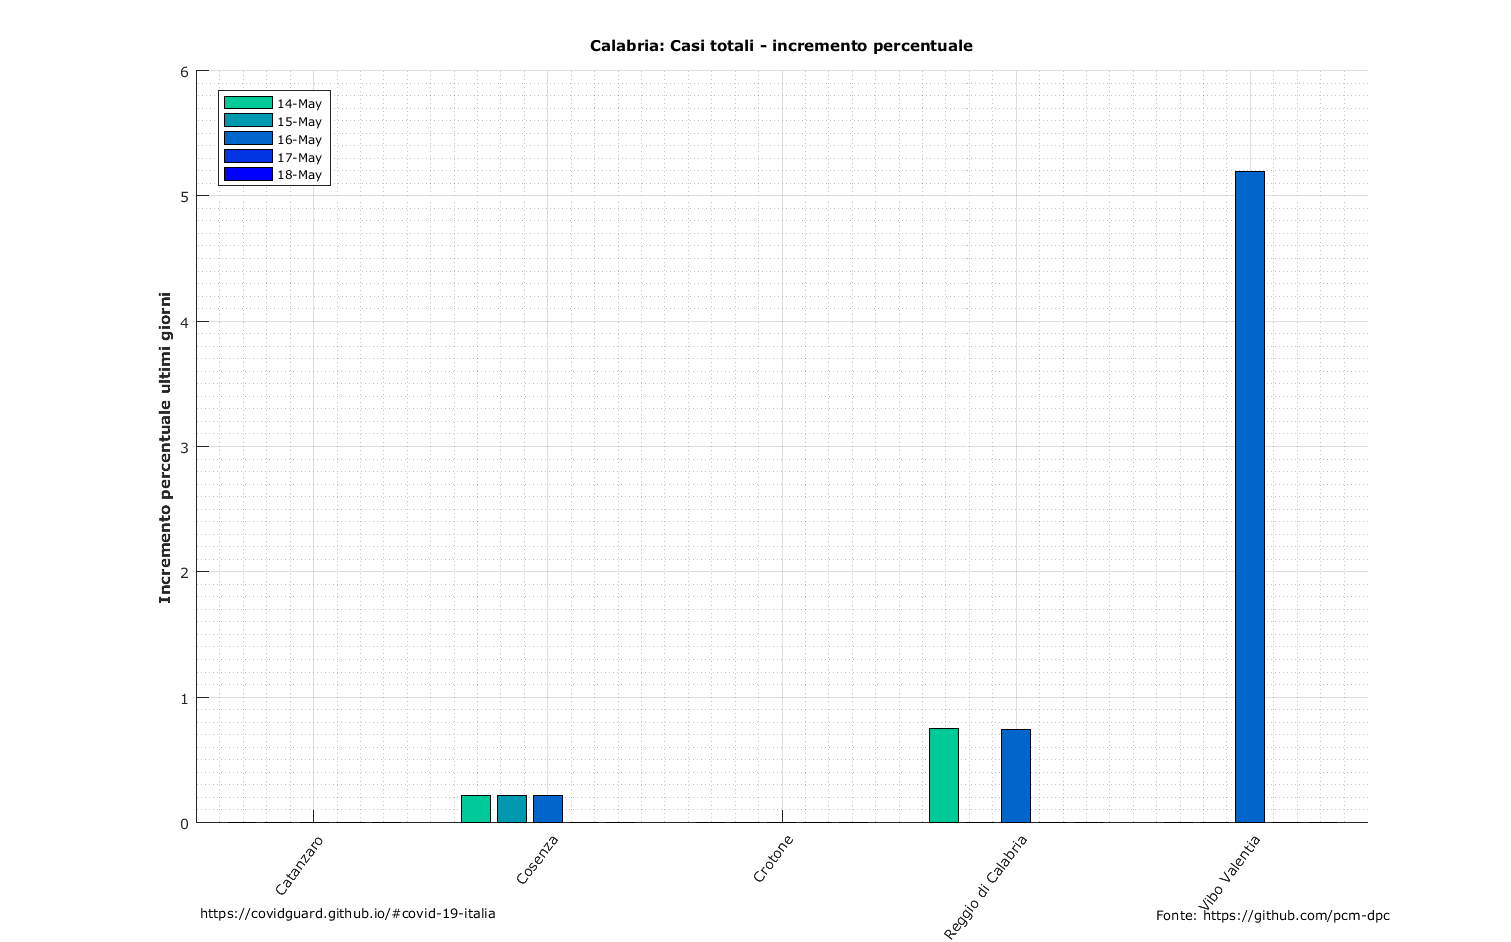 Calabria: Casi totali - incremento percentuale
6
5
4
3
2
1
0
14-May
15-May
16-May
17-May
18-May
Incremento percentuale ultimi giorni
Catanzaro
Cosenza
Crotone
Reggio di Calabria
Vibo Valentia
https://covidguard.github.io/#covid-19-italia
Fonte: https://github.com/pcm-dpc